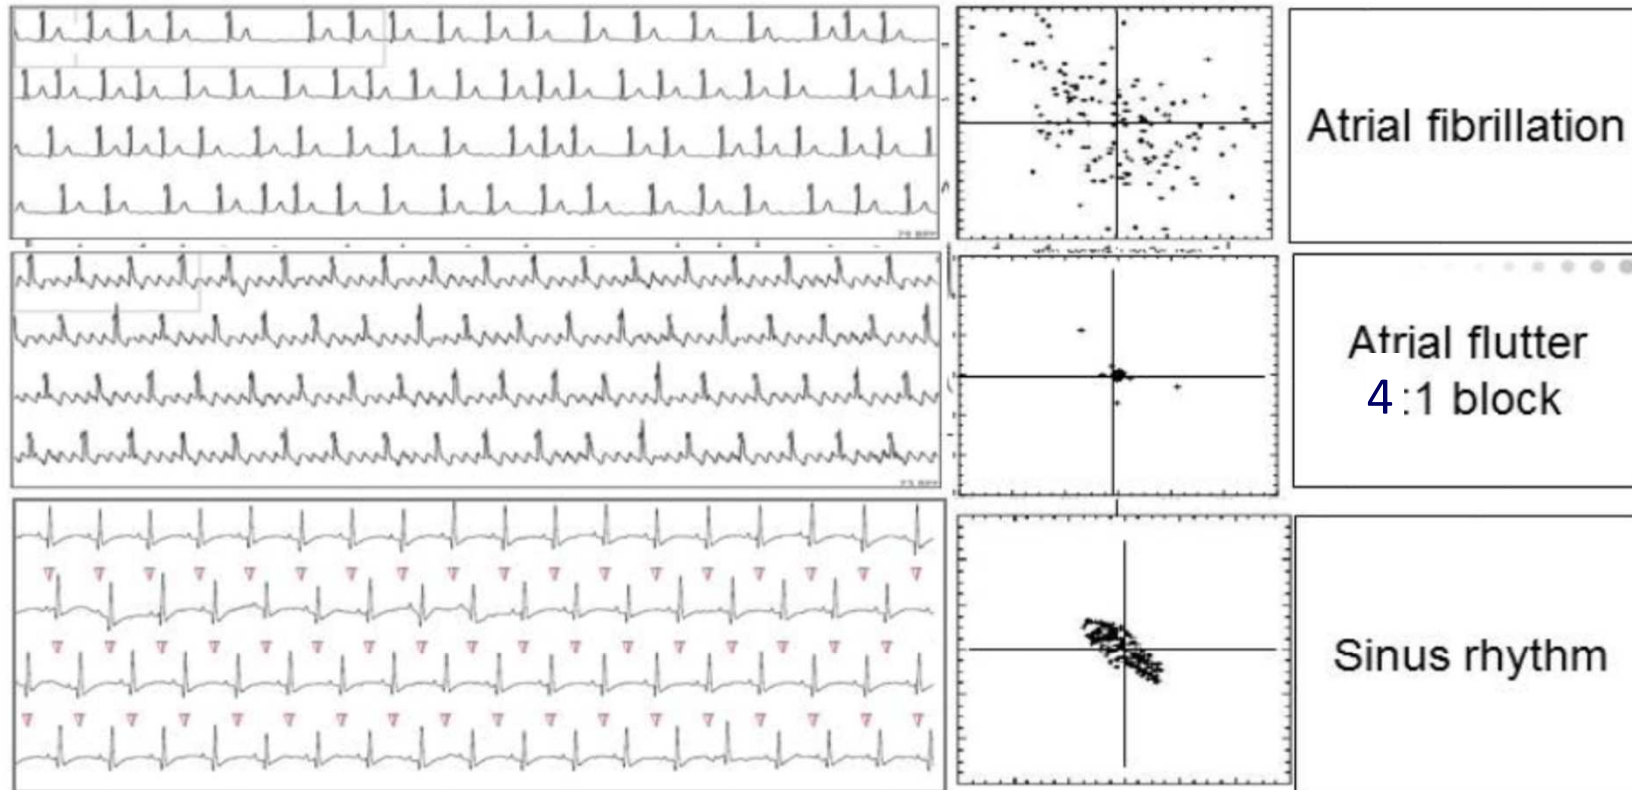 Atrial fibrillation
Atrial flutter
4 :1 block
Sinus rhythm